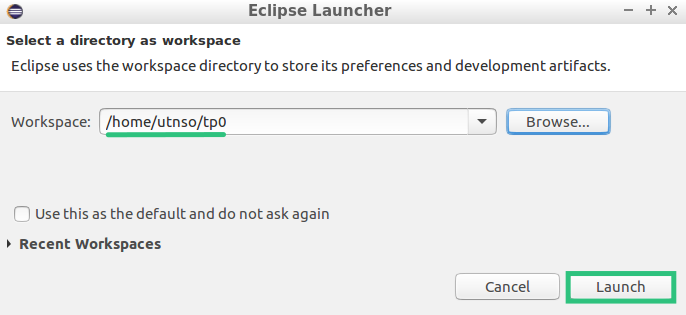 Eclipse Launcher
Select a directory as workspace
Eclipse uses the workspace directory to store its preferences and development artifacts.
Workspace: /home/utnso/tp0 Browse...
Use this as the default and do not ask again
Recent Workspaces
Cancel Launch